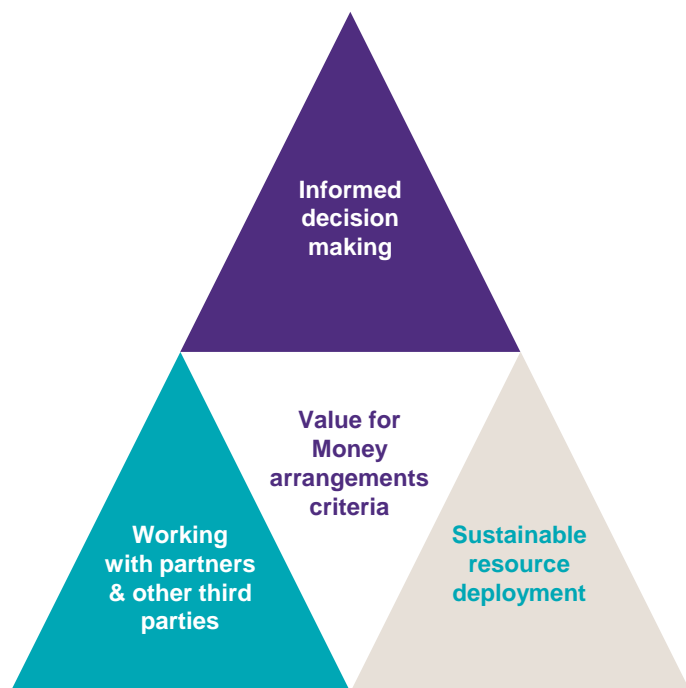 Informed
decision
making
Value for
Money
arrangements
criteria
Working
with partners
& other third
parties
Sustainable
resource
deployment